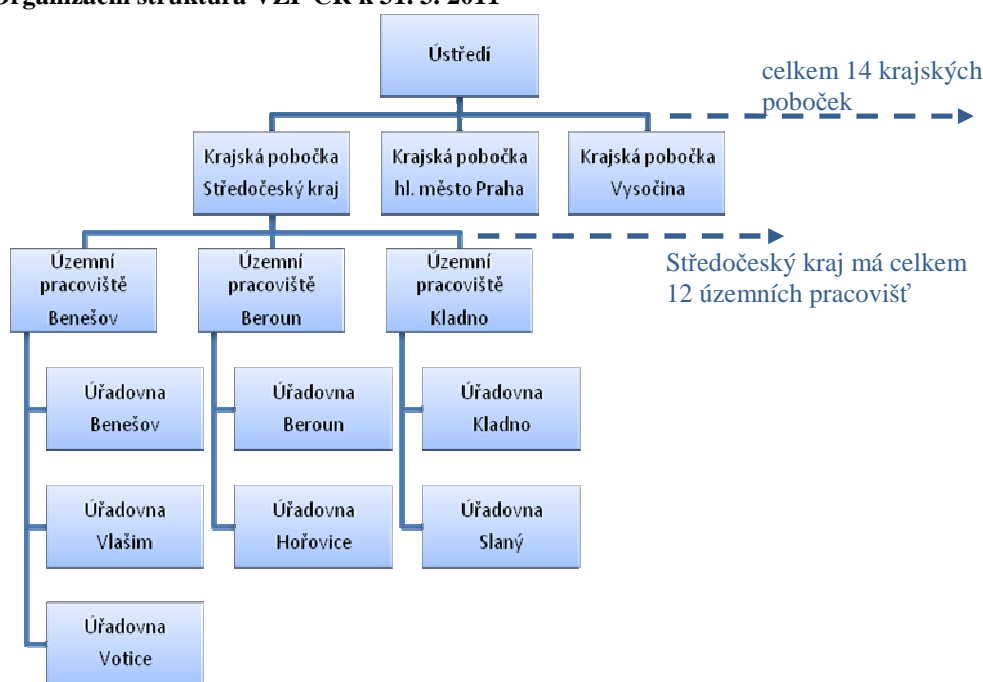 Organizační struktura VZP ČR k 31. 3. 2011
Ústředí
celkem 14 krajských
poboček
Krajská pobočka
Středočeský kraj
Krajská pobočka
hl. město Praha
Krajská pobočka
Vysočina
Středočeský kraj má celkem
12 územních pracovišť
Územní
pracoviště
Benešov
Územní
pracoviště
Beroun
Územní
pracoviště
Kladno
Úřadovna
Benešov
Úřadovna
Beroun
Úřadovna
Kladno
Úřadovna
Vlašim
Úřadovna
Hořovice
Úřadovna
Slaný
Úřadovna
Votice